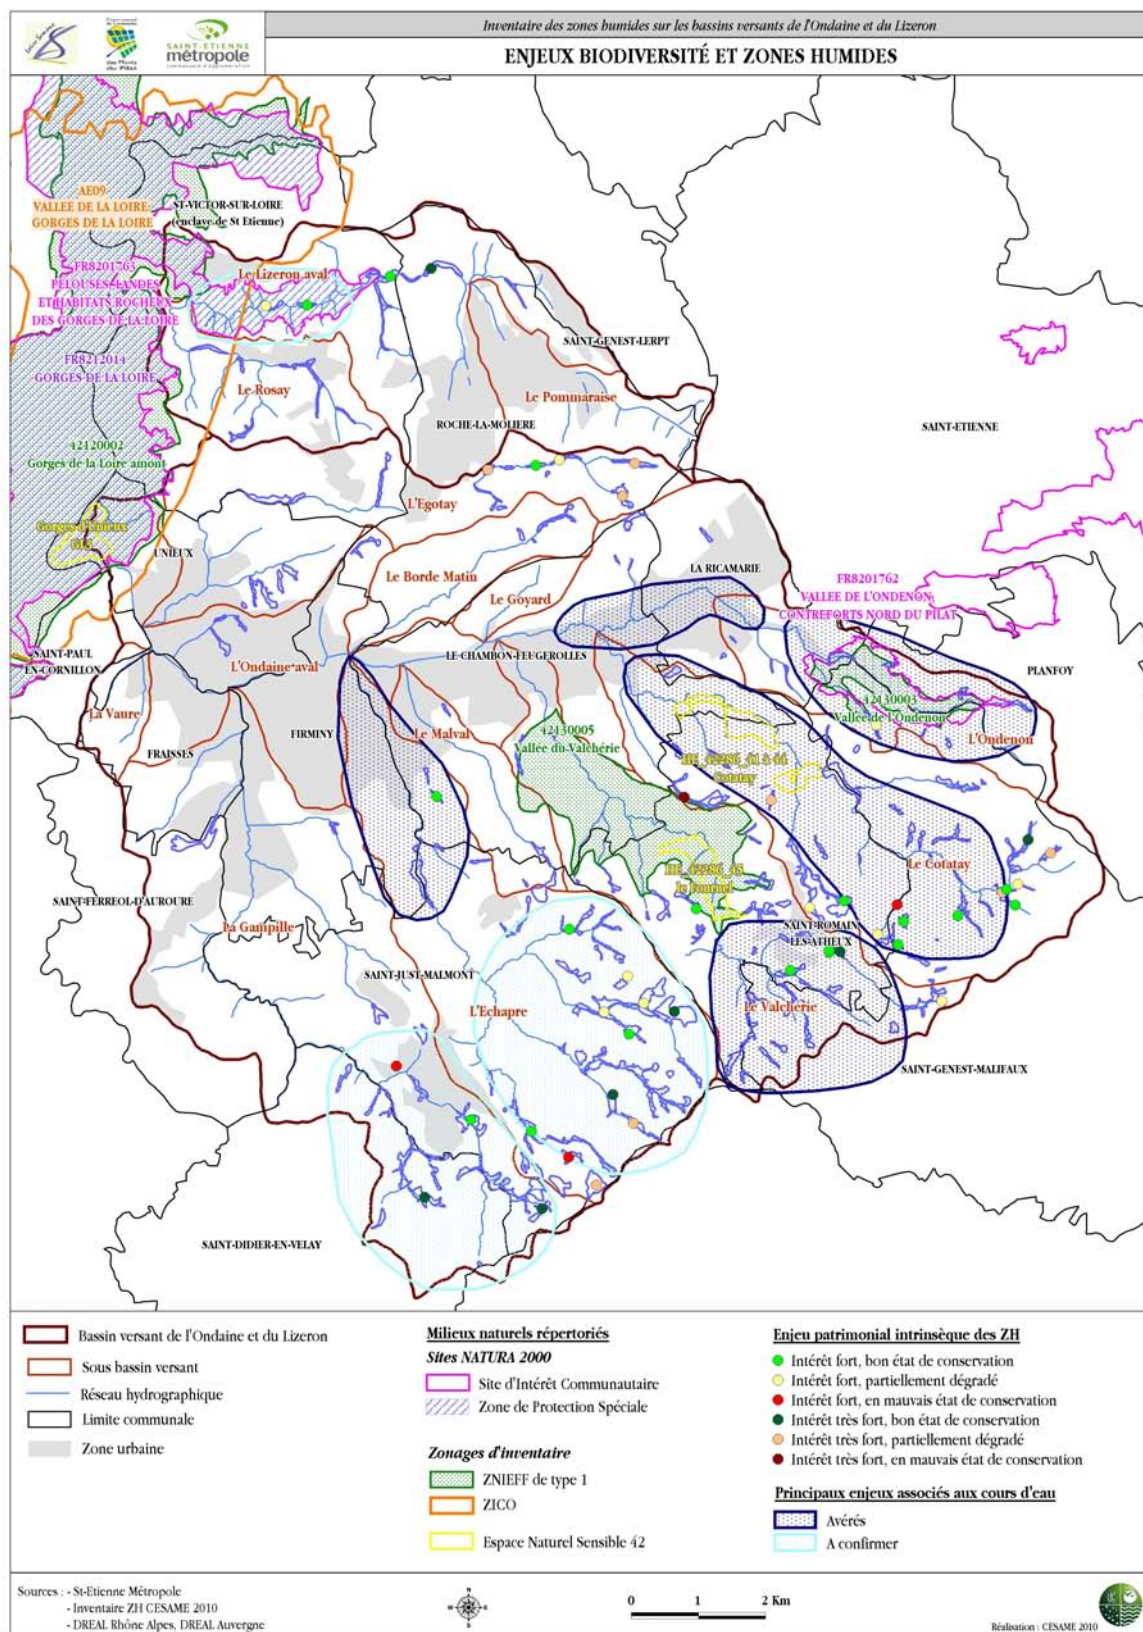 Inventaire des zones humides sur les bassins versants de l'Ondaine et du Lizeron
ENJEUX BIODIVERSITÉ ET ZONES HUMIDES
des Monts
du Pilat
SAINT-ETIENNE
métropole
AE09
VALLEE DE LA LOIRE:
GORGES DE LA LOIRE
ST-VICTOR-SUR-LOIRE
(enclave de St Etienne)
FR8201763
PELOUSES, LANDES
ET HABITATS ROCHEUX
DES GORGES DE LA LOIRE
Le Lizeron aval
SAINT-GENEST-LERPT
FR8212014
GORGES DE LA LOIRE
Le Rosay
Le Pommaraise
ROCHE-LA-MOLIERE
SAINT-ETIENNE
42120002
Gorges de la Loire amont
L'Egotay
Gorges d'Unieux
UNIEUX
Le Borde Matin
LA RICAMARIE
Le Goyard
FR8201762
VALLEE DE L'ONDENON,
CONTREFORTS NORD DU PILAT
SAINT-PAUL
EN-CORNILLON
L'Ondaine aval
LE CHAMBON-FEUGEROLLES
PLANFOY
42130003
Vallée de l'Ondenon
La Vaure
FIRMINY
Le Malval
42130005
Vallée du Valchérie
L'Ondenon
FRAISSES
HE_42286_41 à 44
Cotatay
Le Cotatay
HE_42286_45
le Fournel
SAINT-FERREOL-D'AUROURE
La Gampille
SAINT-ROMAIN
LES-ATHEUX
SAINT-JUST-MALMONT
L'Echapre
Le Valcherie
SAINT-GENEST-MALIFAUX
SAINT-DIDIER-EN-VELAY
Bassin versant de l'Ondaine et du Lizeron
Sous bassin versant
Réseau hydrographique
Limite communale
Zone urbaine
Milieux naturels répertoriés
Sites NATURA 2000
Site d'Intérêt Communautaire
Zone de Protection Spéciale
Zonages d'inventaire
ZNIEFF de type 1
ZICO
Espace Naturel Sensible 42
Enjeu patrimonial intrinsèque des ZH
Intérêt fort, bon état de conservation
Intérêt fort, partiellement dégradé
Intérêt fort, en mauvais état de conservation
Intérêt très fort, bon état de conservation
Intérêt très fort, partiellement dégradé
Intérêt très fort, en mauvais état de conservation
Principaux enjeux associés aux cours d'eau
Avérés
A confirmer
Sources : - St-Etienne Métropole
- Inventaire ZH CESAME 2010
- DREAL Rhône Alpes, DREAL Auvergne
0 1 2 Km
Réalisation : CESAME 2010